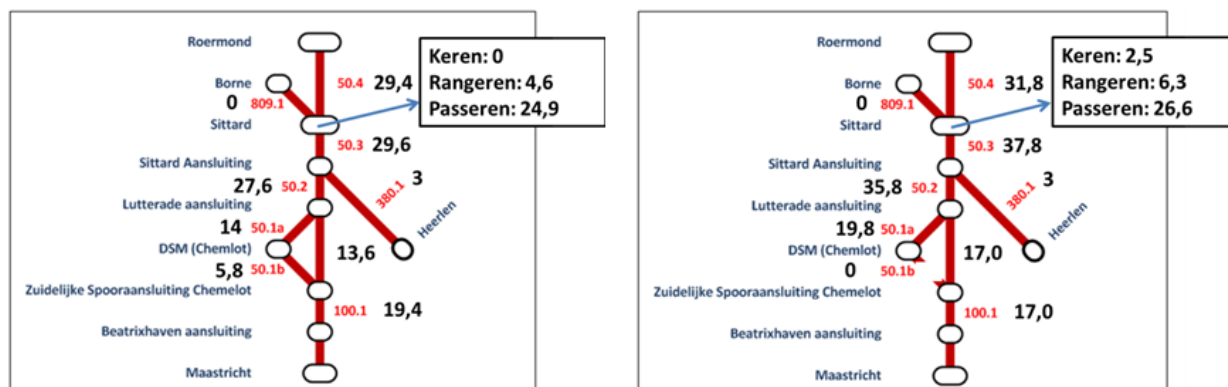 Roermond
Keren: 0
Rangeren: 4,6
Passeren: 24,9
Borne
50.4 29,4
0 809.1
Sittard
50.3 29,6
Sittard Aansluiting
27,6 50.2
380.1 3
Lutterade aansluiting
14 50.1a
Heerlen
DSM (Chemlot)
13,6
5,8 50.1b
Zuidelijke Spooraansluiting Chemelot
100.1 19,4
Beatrixhaven aansluiting
Maastricht
Roermond
Keren: 2,5
Rangeren: 6,3
Passeren: 26,6
Borne
50.4 31,8
0 809.1
Sittard
50.3 37,8
Sittard Aansluiting
35,8 50.2
380.1 3
Lutterade aansluiting
19,8 50.1a
Heerlen
DSM (Chemlot)
17,0
0 50.1b
Zuidelijke Spooraansluiting Chemelot
100.1 17,0
Beatrixhaven aansluiting
Maastricht